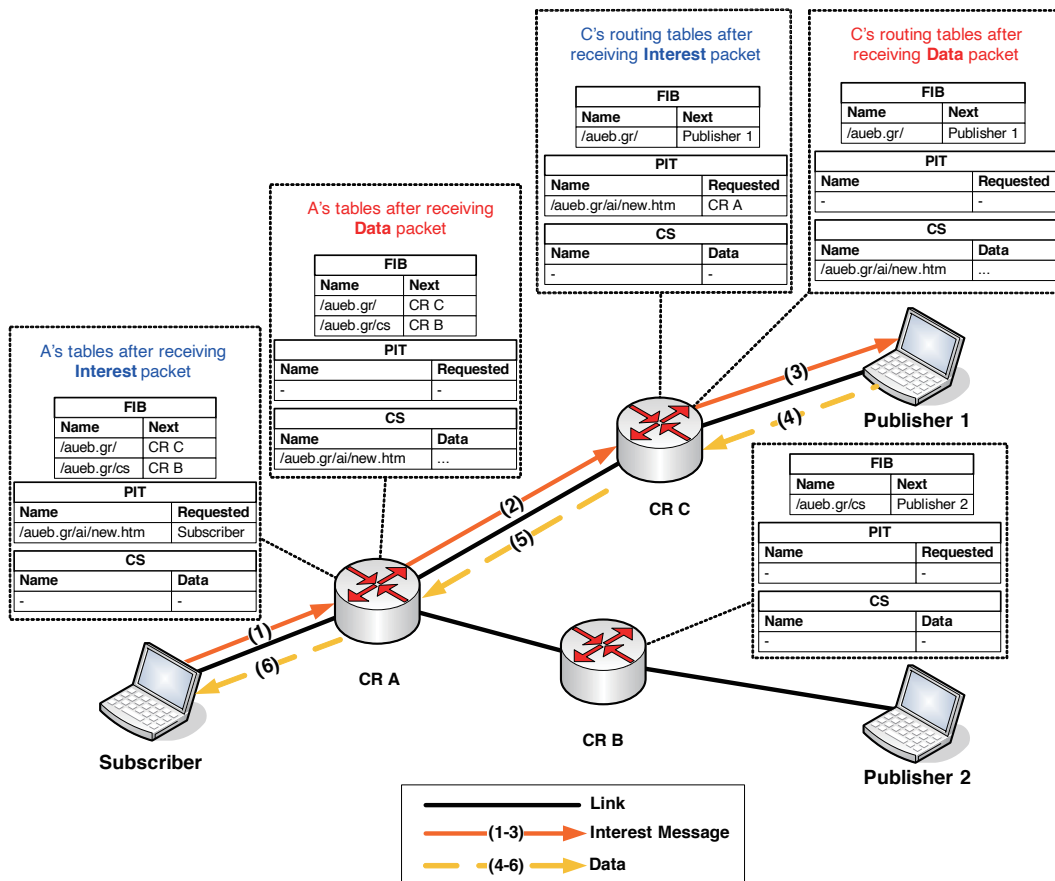 C's routing tables after
receiving Interest packet
FIB
Name Next
/aueb.gr/ Publisher 1
PIT
Name Requested
/aueb.gr/ai/new.htm CR A
CS
Name Data
- -
C's routing tables after
receiving Data packet
FIB
Name Next
/aueb.gr/ Publisher 1
PIT
Name Requested
- -
CS
Name Data
/aueb.gr/ai/new.htm ...
A's tables after receiving
Data packet
FIB
Name Next
/aueb.gr/ CR C
/aueb.gr/cs CR B
PIT
Name Requested
- -
CS
Name Data
/aueb.gr/ai/new.htm ...
A's tables after receiving
Interest packet
FIB
Name Next
/aueb.gr/ CR C
/aueb.gr/cs CR B
PIT
Name Requested
/aueb.gr/ai/new.htm Subscriber
CS
Name Data
- -
(3)
(4)
Publisher 1
CR C
(2)
(5)
FIB
Name Next
/aueb.gr/cs Publisher 2
PIT
Name Requested
- -
CS
Name Data
- -
(1)
(6)
CR A
Subscriber
CR B
Publisher 2
Link
(1-3) Interest Message
(4-6) Data